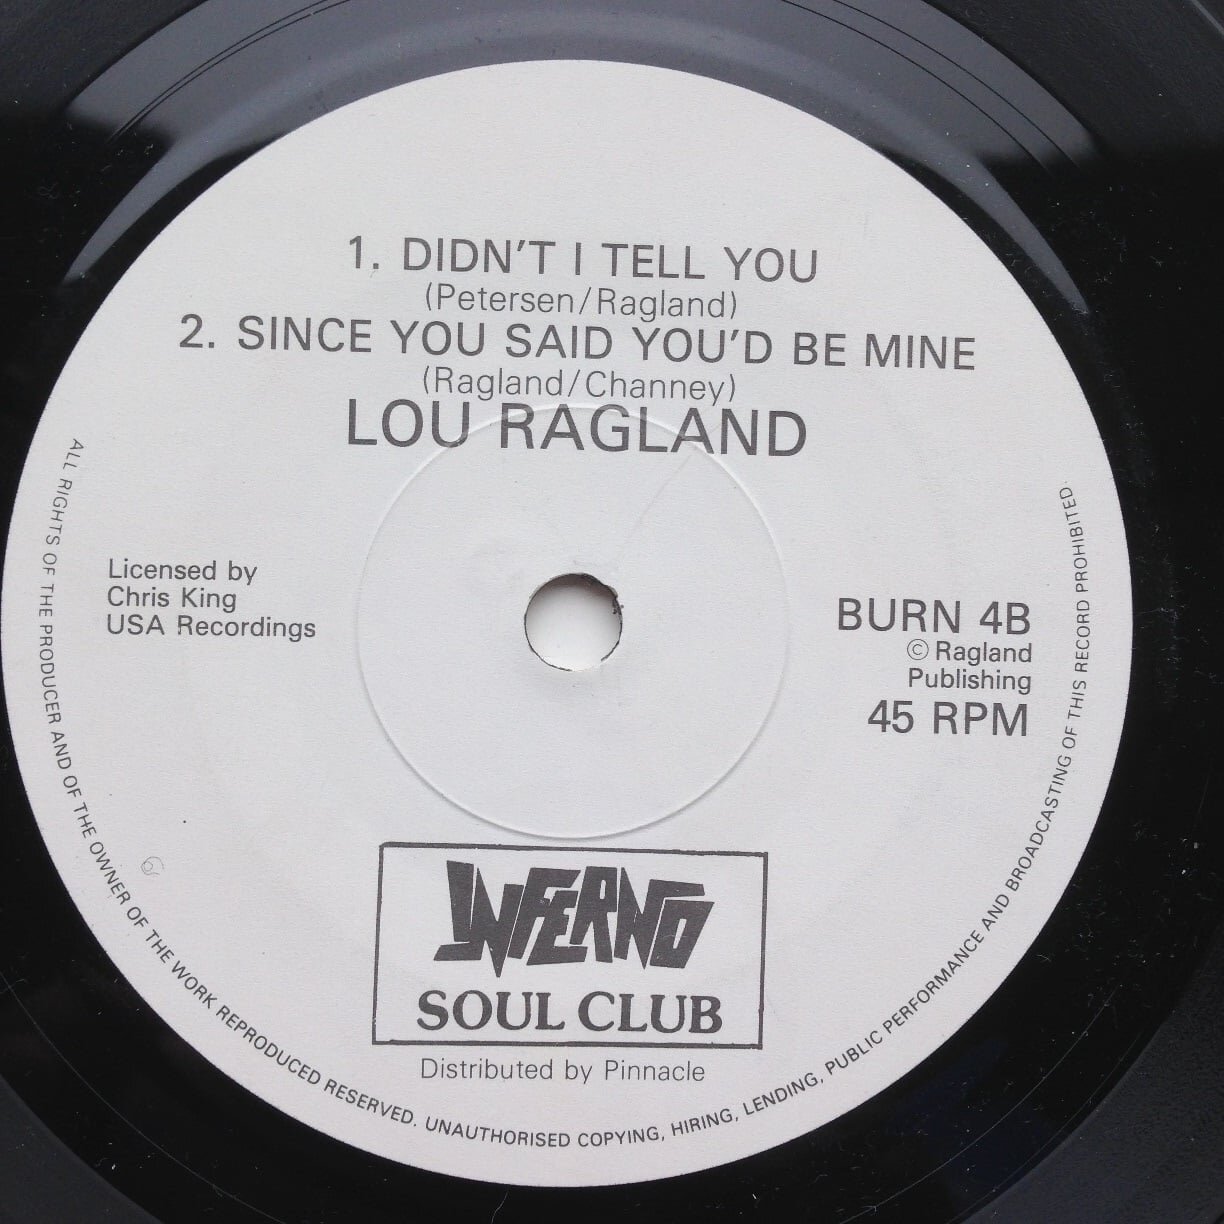 1. DIDN'T I TELL YOU
(Petersen/Ragland)
2. SINCE YOU SAID YOU'D BE MINE
(Ragland/Channey)
LOU RAGLAND
Licensed by
Chris King
USA Recordings
BURN 4B
© Ragland
Publishing
45 RPM
INFERNO
SOUL CLUB
Distributed by Pinnacle
ALL RIGHTS OF THE PRODUCER AND OF THE OWNER OF THE WORK REPRODUCED RESERVED. UNAUTHORISED COPYING, HIRING, LENDING, PUBLIC PERFORMANCE AND BROADCASTING OF THIS RECORD PROHIBITED.